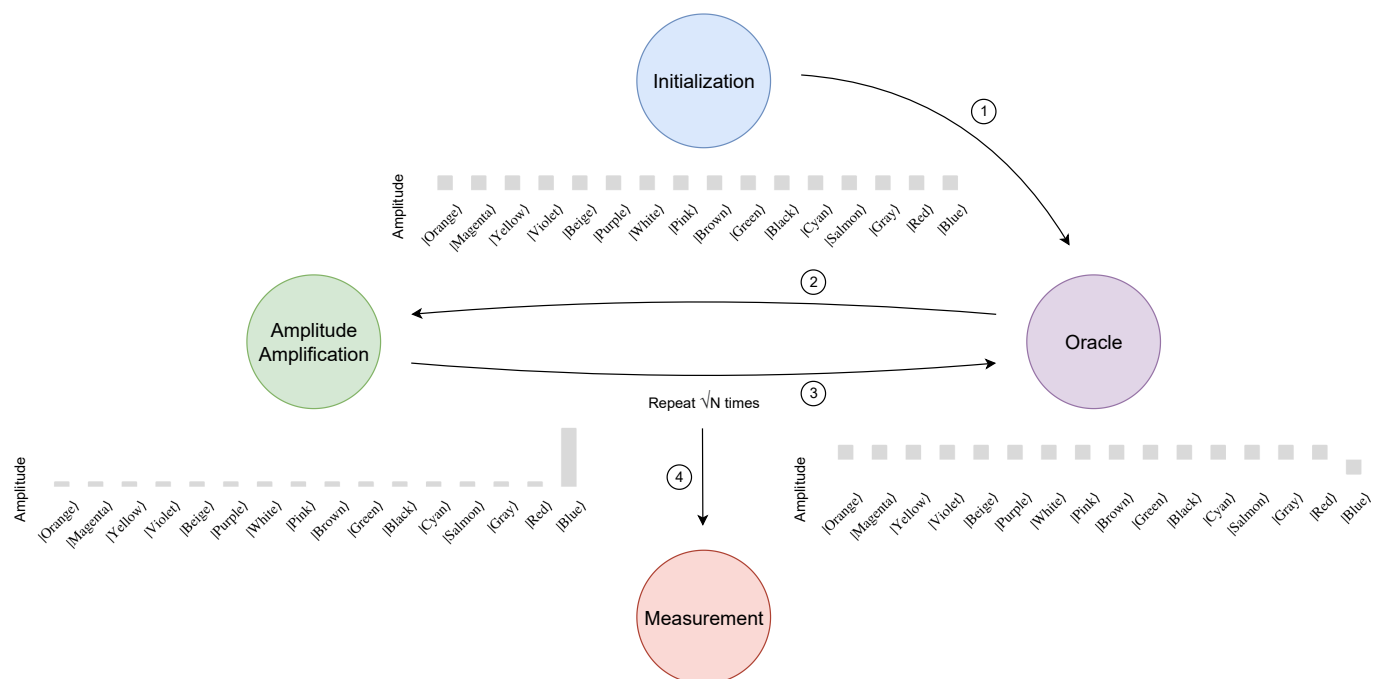 Initialization
1
Amplitude
|Orange⟩ |Magenta⟩ |Yellow⟩ |Violet⟩ |Beige⟩ |Purple⟩ |White⟩ |Pink⟩ |Brown⟩ |Green⟩ |Black⟩ |Cyan⟩ |Salmon⟩ |Gray⟩ |Red⟩ |Blue⟩
2
Amplitude
Amplification
Oracle
3
Repeat √N times
Amplitude
|Orange⟩ |Magenta⟩ |Yellow⟩ |Violet⟩ |Beige⟩ |Purple⟩ |White⟩ |Pink⟩ |Brown⟩ |Green⟩ |Black⟩ |Cyan⟩ |Salmon⟩ |Gray⟩ |Red⟩ |Blue⟩
4
Amplitude
|Orange⟩ |Magenta⟩ |Yellow⟩ |Violet⟩ |Beige⟩ |Purple⟩ |White⟩ |Pink⟩ |Brown⟩ |Green⟩ |Black⟩ |Cyan⟩ |Salmon⟩ |Gray⟩ |Red⟩ |Blue⟩
Measurement